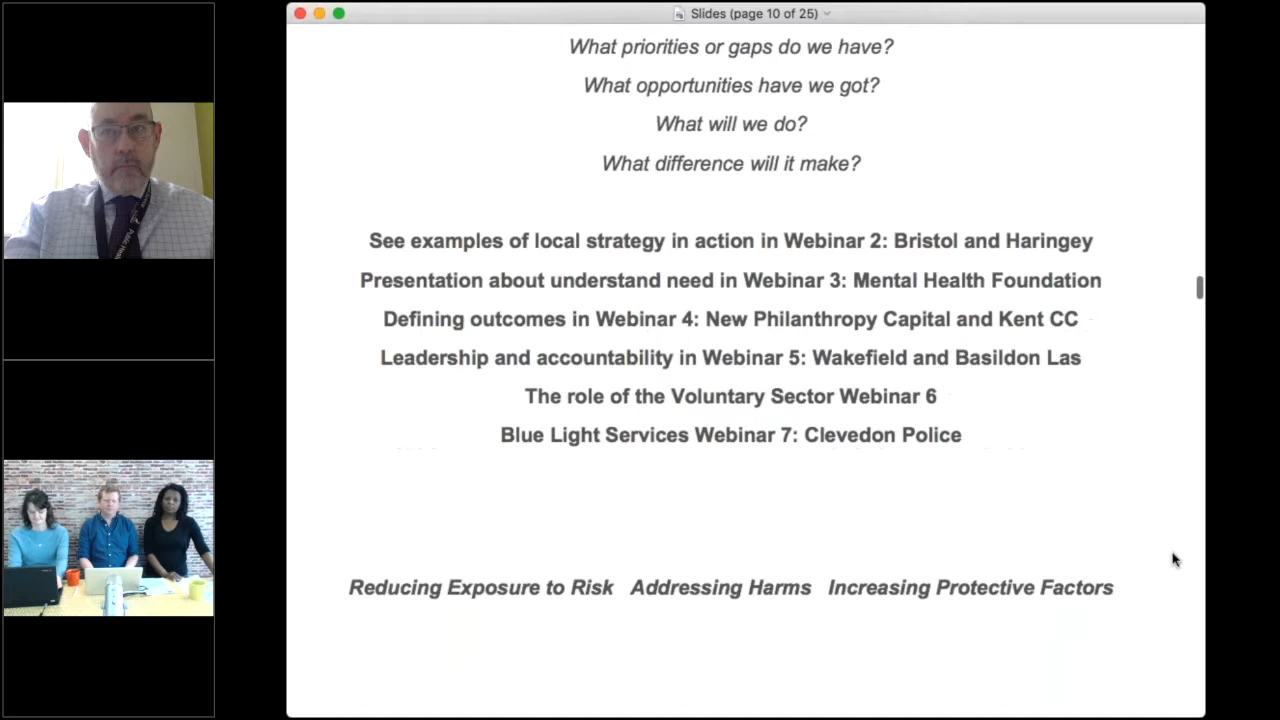 Slides (page 10 of 25)
What priorities or gaps do we have?
What opportunities have we got?
What will we do?
What difference will it make?
See examples of local strategy in action in Webinar 2: Bristol and Haringey
Presentation about understand need in Webinar 3: Mental Health Foundation
Defining outcomes in Webinar 4: New Philanthropy Capital and Kent CC
Leadership and accountability in Webinar 5: Wakefield and Basildon Las
The role of the Voluntary Sector Webinar 6
Blue Light Services Webinar 7: Clevedon Police
Reducing Exposure to Risk Addressing Harms Increasing Protective Factors